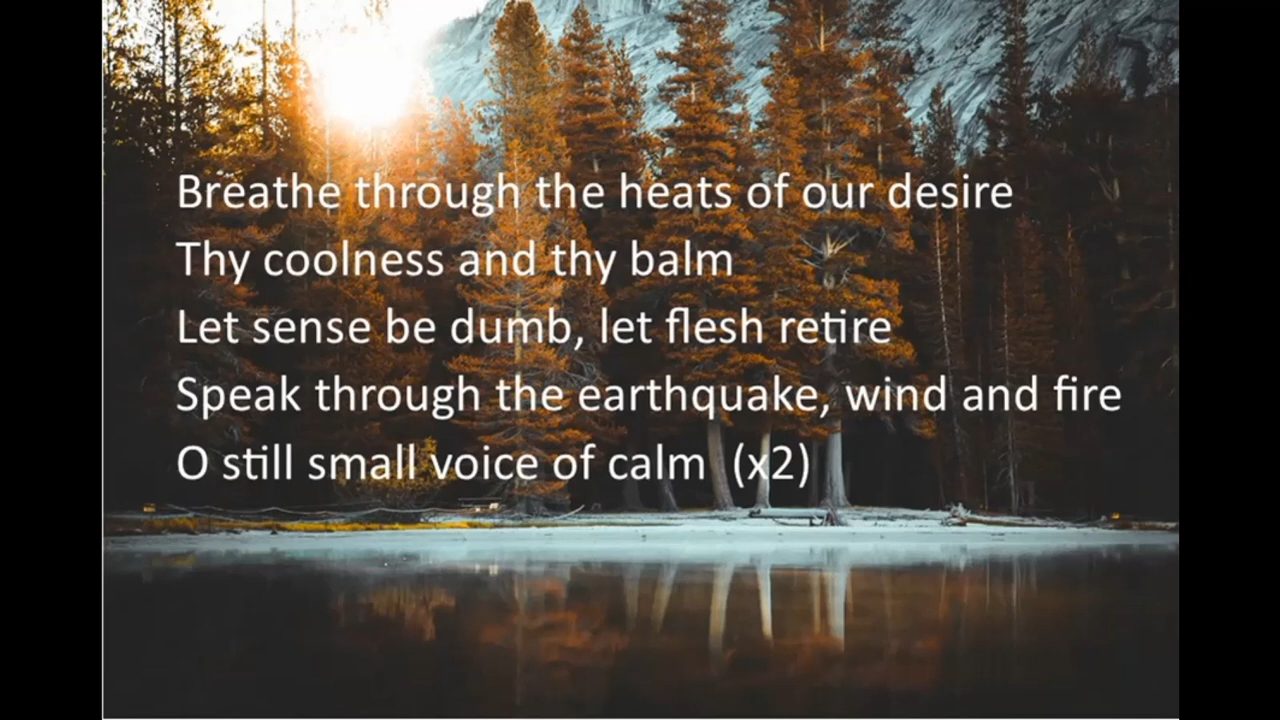 Breathe through the heats of our desire
Thy coolness and thy balm
Let sense be dumb, let flesh retire
Speak through the earthquake, wind and fire
O still small voice of calm  (x2)